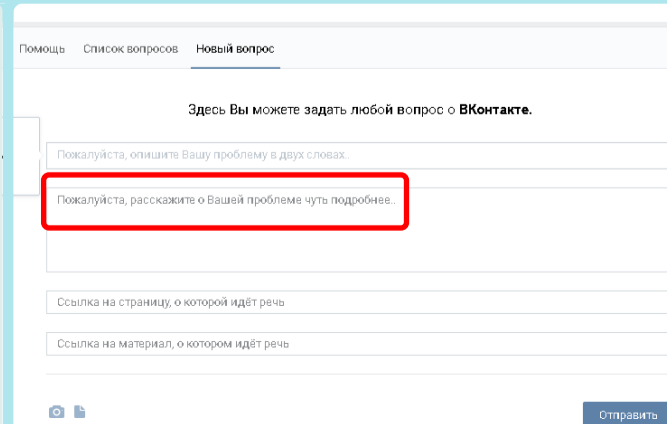 Помощь Список вопросов Новый вопрос
Здесь Вы можете задать любой вопрос о ВКонтакте.
Пожалуйста, опишите Вашу проблему в двух словах..
Пожалуйста, расскажите о Вашей проблеме чуть подробнее..
Ссылка на страницу, о которой идёт речь
Ссылка на материал, о котором идёт речь
Отправить